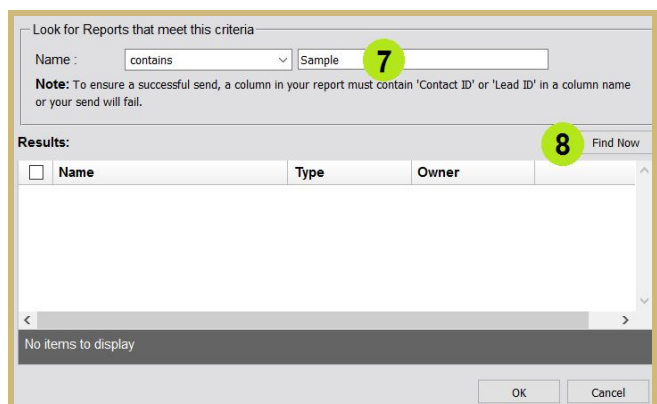 Look for Reports that meet this criteria
Name : contains Sample 7
Note: To ensure a successful send, a column in your report must contain 'Contact ID' or 'Lead ID' in a column name
or your send will fail.
Results: 8 Find Now
Name Type Owner
No items to display
OK Cancel